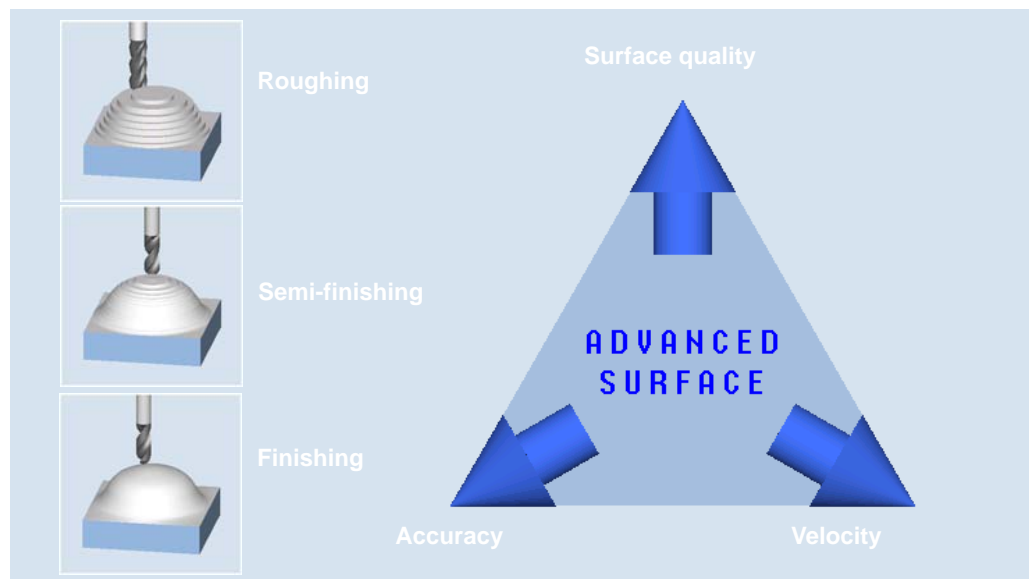 Roughing
Semi-finishing
Finishing
Surface quality
ADVANCED
SURFACE
Accuracy
Velocity